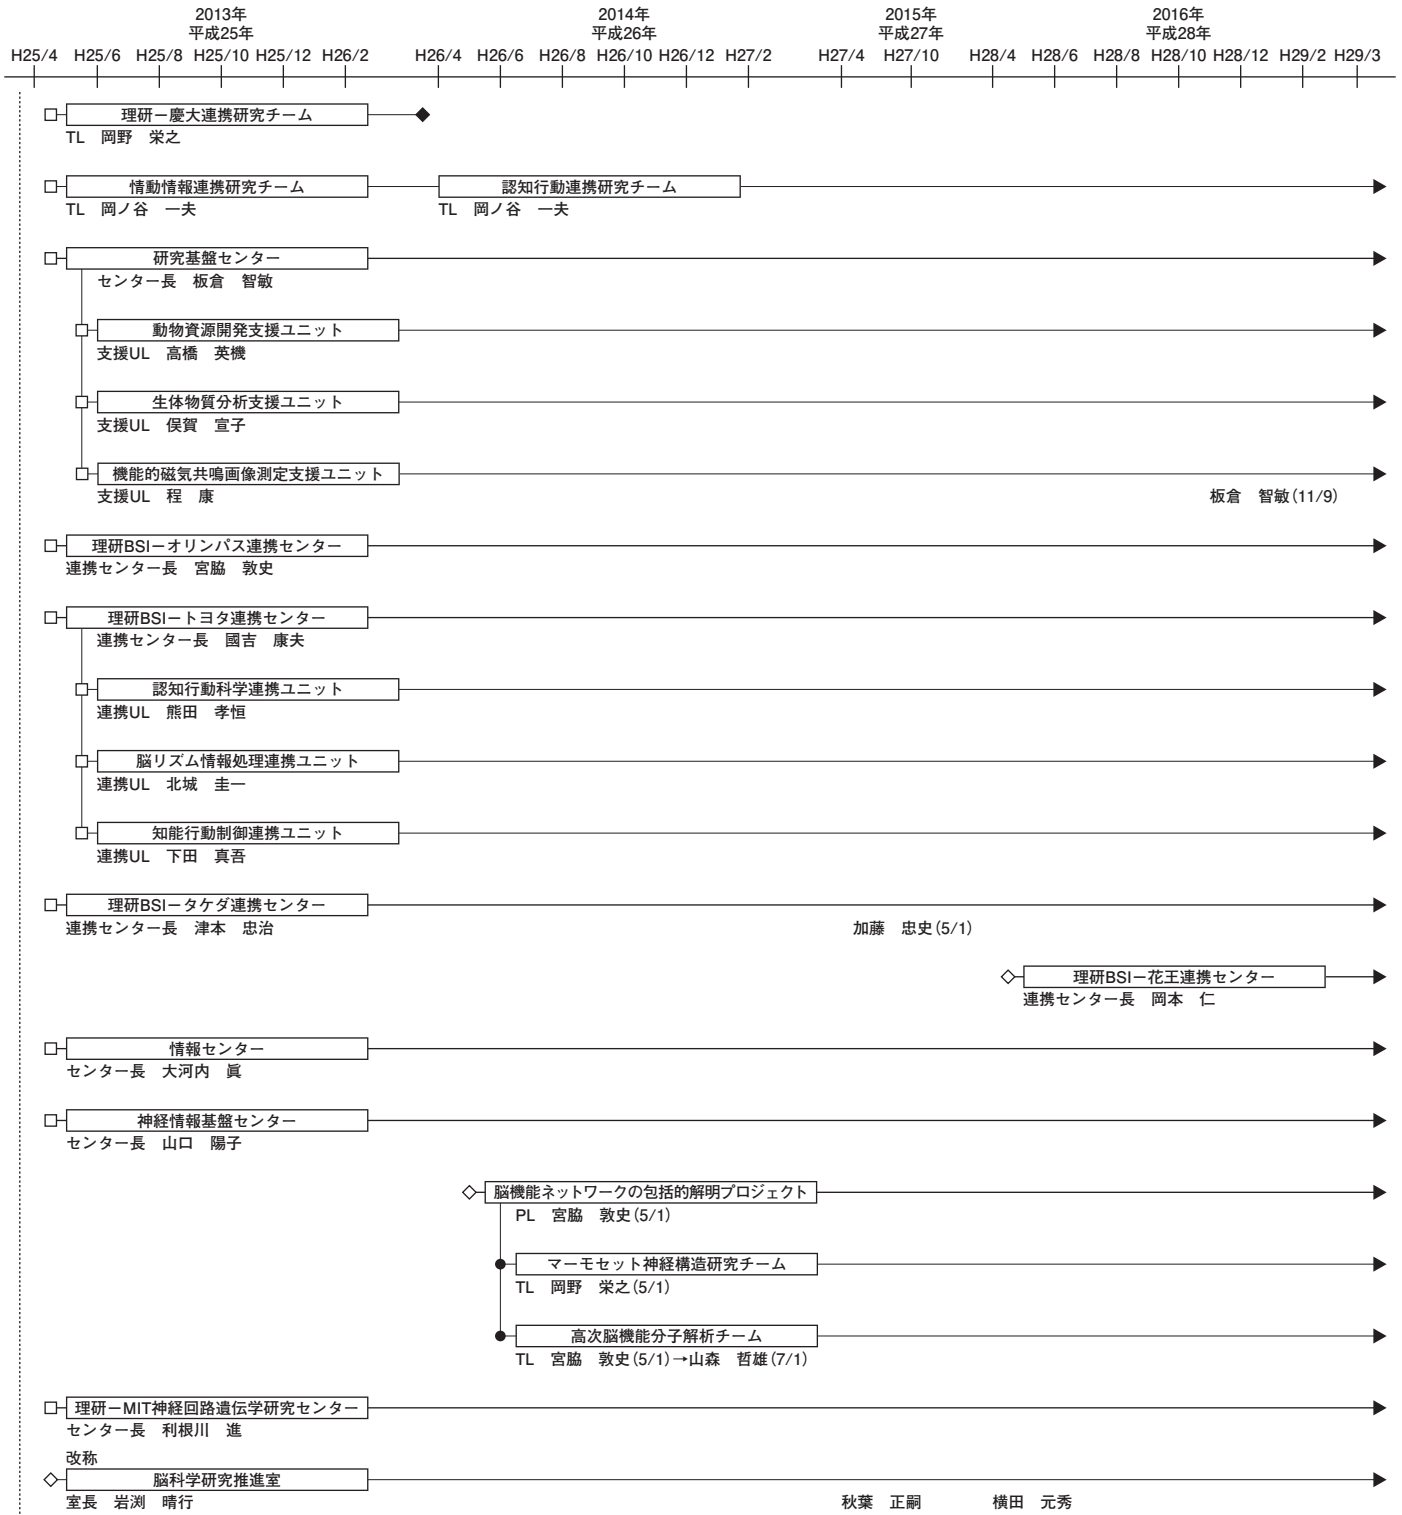 2013年 2014年 2015年 2016年
平成25年 平成26年 平成27年 平成28年
H25/4 H25/6 H25/8 H25/10 H25/12 H26/2 H26/4 H26/6 H26/8 H26/10 H26/12 H27/2 H27/4 H27/10 H28/4 H28/6 H28/8 H28/10 H28/12 H29/2 H29/3
理研ー慶大連携研究チーム
TL 岡野 栄之
情動情報連携研究チーム 認知行動連携研究チーム
TL 岡ノ谷 一夫 TL 岡ノ谷 一夫
研究基盤センター
センター長 板倉 智敏
動物資源開発支援ユニット
支援UL 高橋 英機
生体物質分析支援ユニット
支援UL 俣賀 宣子
機能的磁気共鳴画像測定支援ユニット
支援UL 程 康 板倉 智敏(11/9)
理研BSIーオリンパス連携センター
連携センター長 宮脇 敦史
理研BSIートヨタ連携センター
連携センター長 國吉 康夫
認知行動科学連携ユニット
連携UL 熊田 孝恒
脳リズム情報処理連携ユニット
連携UL 北城 圭一
知能行動制御連携ユニット
連携UL 下田 真吾
理研BSIータケダ連携センター
連携センター長 津本 忠治 加藤 忠史(5/1)
理研BSIー花王連携センター
連携センター長 岡本 仁
情報センター
センター長 大河内 眞
神経情報基盤センター
センター長 山口 陽子
脳機能ネットワークの包括的解明プロジェクト
PL 宮脇 敦史(5/1)
マーモセット神経構造研究チーム
TL 岡野 栄之(5/1)
高次脳機能分子解析チーム
TL 宮脇 敦史(5/1)→山森 哲雄(7/1)
理研ーMIT神経回路遺伝学研究センター
センター長 利根川 進
改称
脳科学研究推進室
室長 岩渕 晴行 秋葉 正嗣 横田 元秀